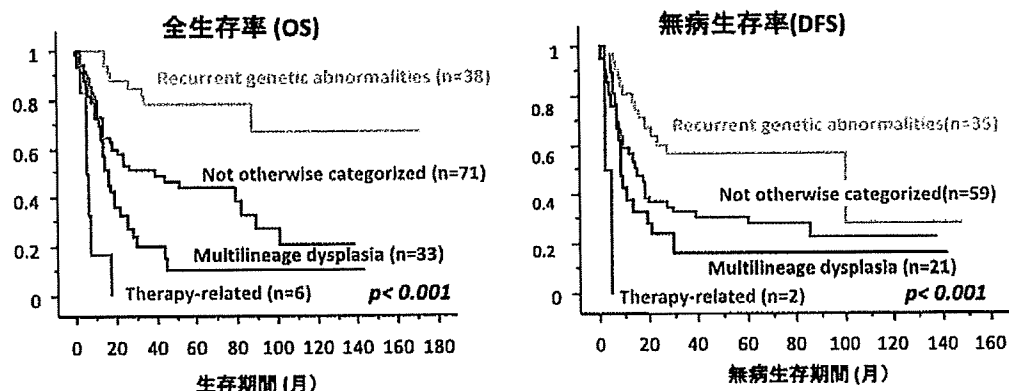 全生存率 (OS)
1
0.8
0.6
0.4
0.2
0
Recurrent genetic abnormalities (n=38)
Not otherwise categorized (n=71)
Multilineage dysplasia (n=33)
Therapy-related (n=6)
p< 0.001
0 20 40 60 80 100 120 140 160 180
生存期間 (月)
無病生存率(DFS)
1
0.8
0.6
0.4
0.2
0
Recurrent genetic abnormalities(n=35)
Not otherwise categorized(n=59)
Multilineage dysplasia (n=21)
Therapy-related (n=2)
p< 0.001
0 20 40 60 80 100 120 140 160
無病生存期間 (月)